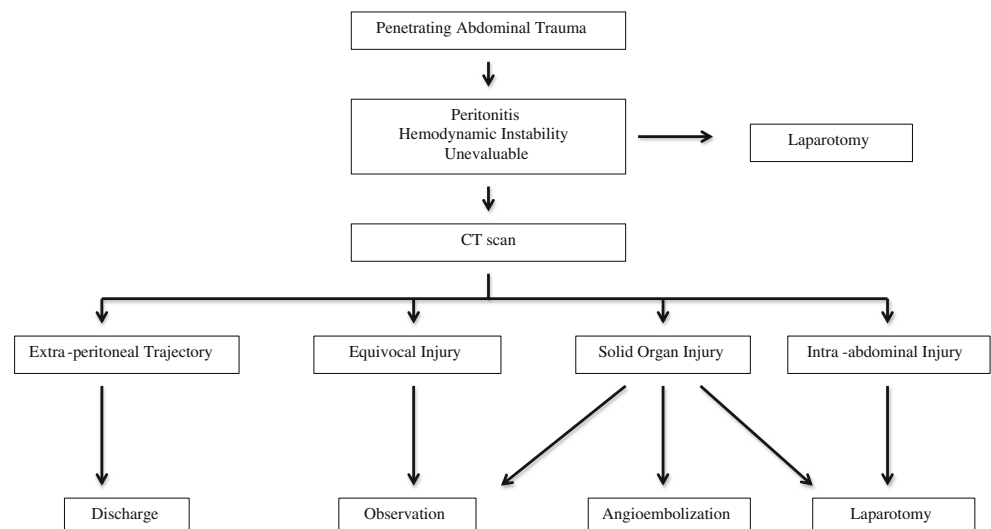 Penetrating Abdominal Trauma
Peritonitis
Hemodynamic Instability
Unevaluable
Laparotomy
CT scan
Extra-peritoneal Trajectory
Equivocal Injury
Solid Organ Injury
Intra-abdominal Injury
Discharge
Observation
Angioembolization
Laparotomy